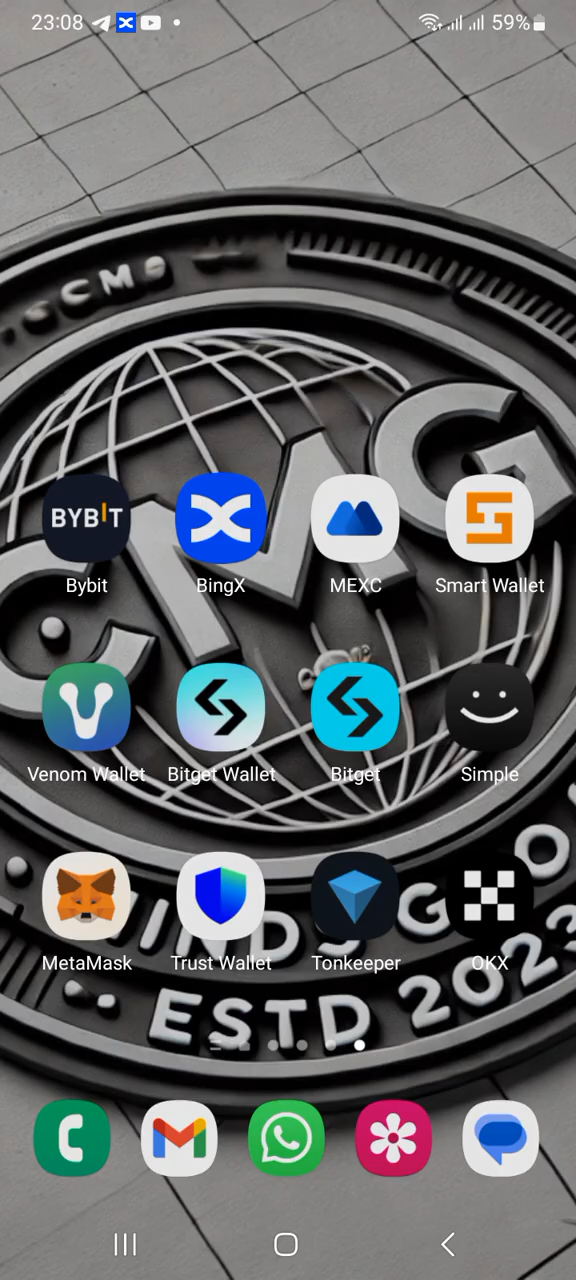 23:08 59%
CMG
BYBIT
Bybit BingX MEXC Smart Wallet
Venom Wallet Bitget Wallet Bitget Simple
MetaMask Trust Wallet Tonkeeper OKX
ESTD 2023